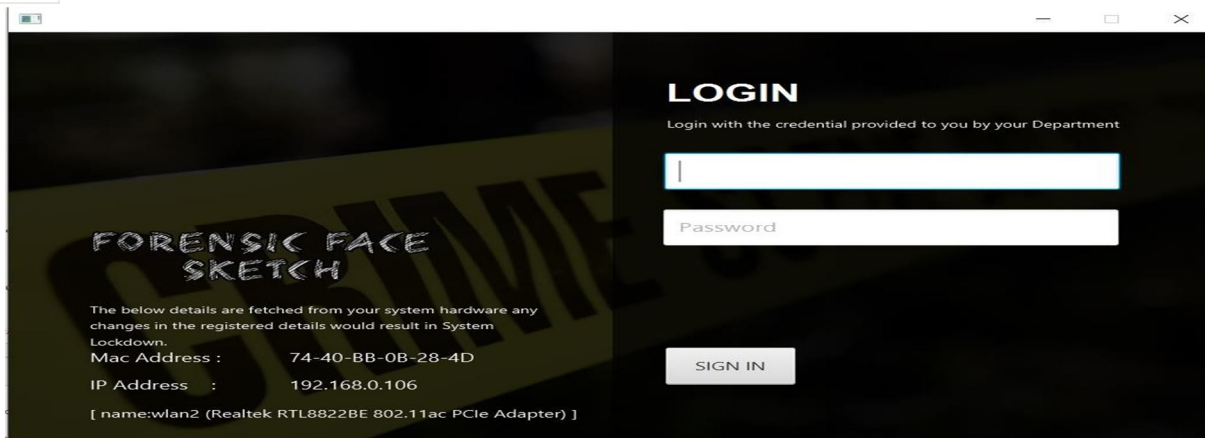 FORENSIC FACE
SKETCH
The below details are fetched from your system hardware any
changes in the registered details would result in System
Lockdown.
Mac Address : 74-40-BB-0B-28-4D
IP Address : 192.168.0.106
[ name:wlan2 (Realtek RTL8822BE 802.11ac PCIe Adapter) ]
LOGIN
Login with the credential provided to you by your Department
Password
SIGN IN
CRIME